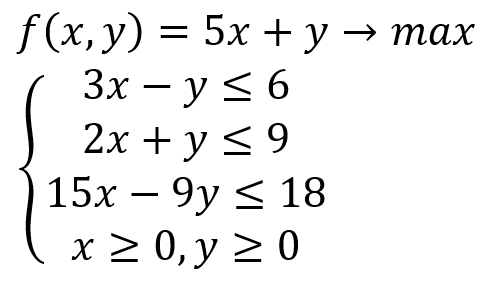 f(x, y) = 5x + y → max
3x − y ≤ 6
2x + y ≤ 9
15x − 9y ≤ 18
x ≥ 0, y ≥ 0